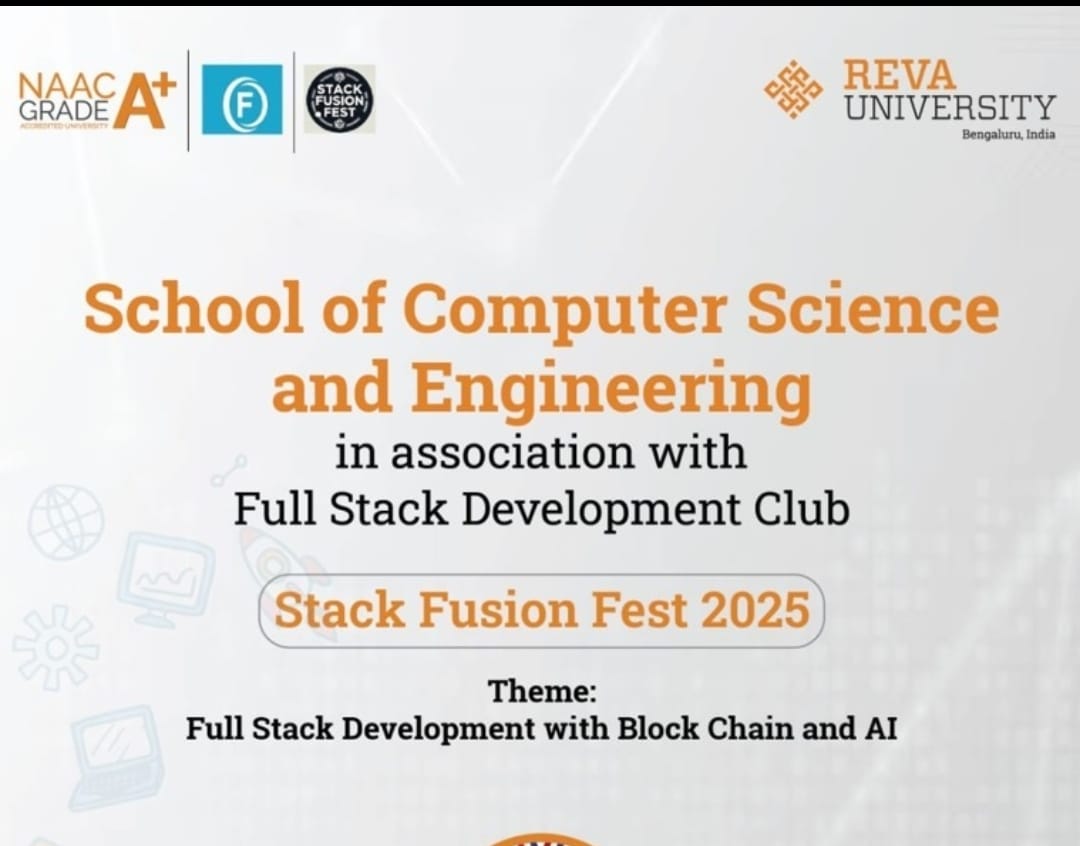 NAAC
GRADE A+
ACCREDITED UNIVERSITY
F
STACK
FUSION
FEST
REVA
UNIVERSITY
Bengaluru, India
School of Computer Science
and Engineering
in association with
Full Stack Development Club
Stack Fusion Fest 2025
Theme:
Full Stack Development with Block Chain and AI